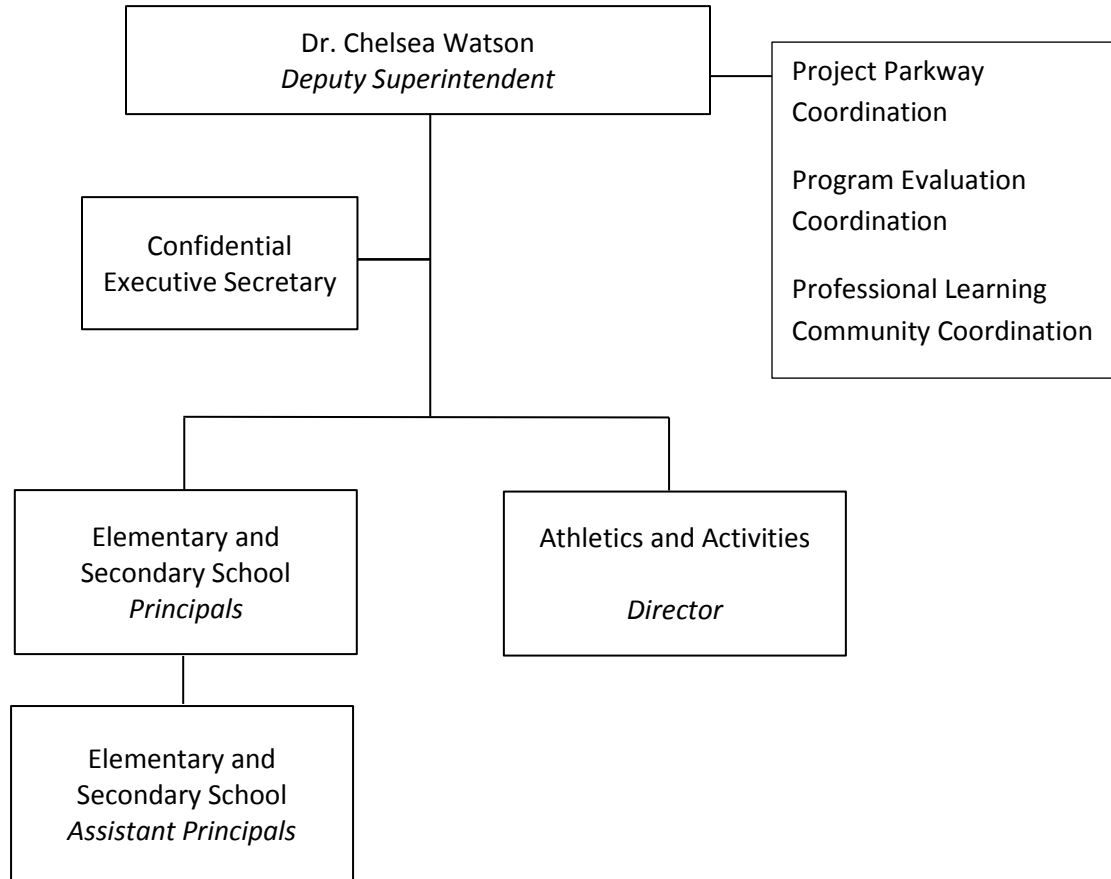 Dr. Chelsea Watson
Deputy Superintendent
Project Parkway
Coordination
Program Evaluation
Coordination
Professional Learning
Community Coordination
Confidential
Executive Secretary
Elementary and
Secondary School
Principals
Athletics and Activities
Director
Elementary and
Secondary School
Assistant Principals